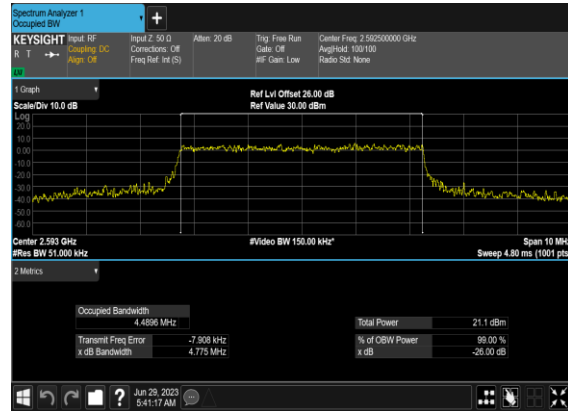 Spectrum Analyzer 1
Occupied BW
+
KEYSIGHT Input: RF Input Z: 50 Ω Atten: 20 dB Trig: Free Run Center Freq: 2.592500000 GHz
R T Coupling: DC Corrections: Off Gate: Off Avg|Hold: 100/100
Align: Off Freq Ref: Int (S) #IF Gain: Low Radio Std: None
LW
1 Graph Ref Lvl Offset 26.00 dB
Scale/Div 10.0 dB Ref Value 30.00 dBm
Log
20.0
10.0
0.00
-10.0
-20.0
-30.0
-40.0
-50.0
-60.0
Center 2.593 GHz #Video BW 150.00 kHz* Span 10 MHz
#Res BW 51.000 kHz Sweep 4.80 ms (1001 pts)
2 Metrics
Occupied Bandwidth
4.4896 MHz Total Power 21.1 dBm
Transmit Freq Error -7.908 kHz % of OBW Power 99.00 %
x dB Bandwidth 4.775 MHz x dB -26.00 dB
? Jun 29, 2023
5:41:17 AM